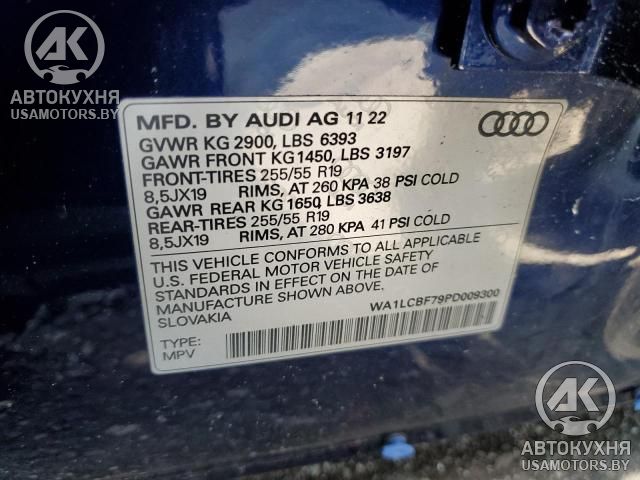 АК
АВТОКУХНЯ
USAMOTORS.BY
MFD. BY AUDI AG 11 22
GVWR KG 2900, LBS 6393
GAWR FRONT KG1450, LBS 3197
FRONT-TIRES 255/55 R19
8,5JX19 RIMS, AT 260 KPA 38 PSI COLD
GAWR REAR KG 1650, LBS 3638
REAR-TIRES 255/55 R19
8,5JX19 RIMS, AT 280 KPA 41 PSI COLD
THIS VEHICLE CONFORMS TO ALL APPLICABLE
U.S. FEDERAL MOTOR VEHICLE SAFETY
STANDARDS IN EFFECT ON THE DATE OF
MANUFACTURE SHOWN ABOVE.
SLOVAKIA
WA1LCBF79PD009300
TYPE:
MPV
АК
АВТОКУХНЯ
USAMOTORS.BY